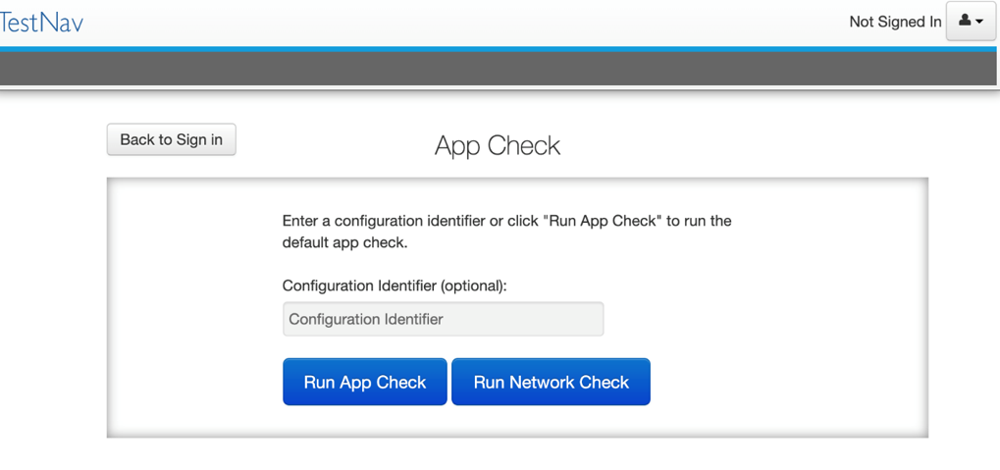 TestNav
Not Signed In
Back to Sign in
App Check
Enter a configuration identifier or click "Run App Check" to run the
default app check.
Configuration Identifier (optional):
Configuration Identifier
Run App Check
Run Network Check